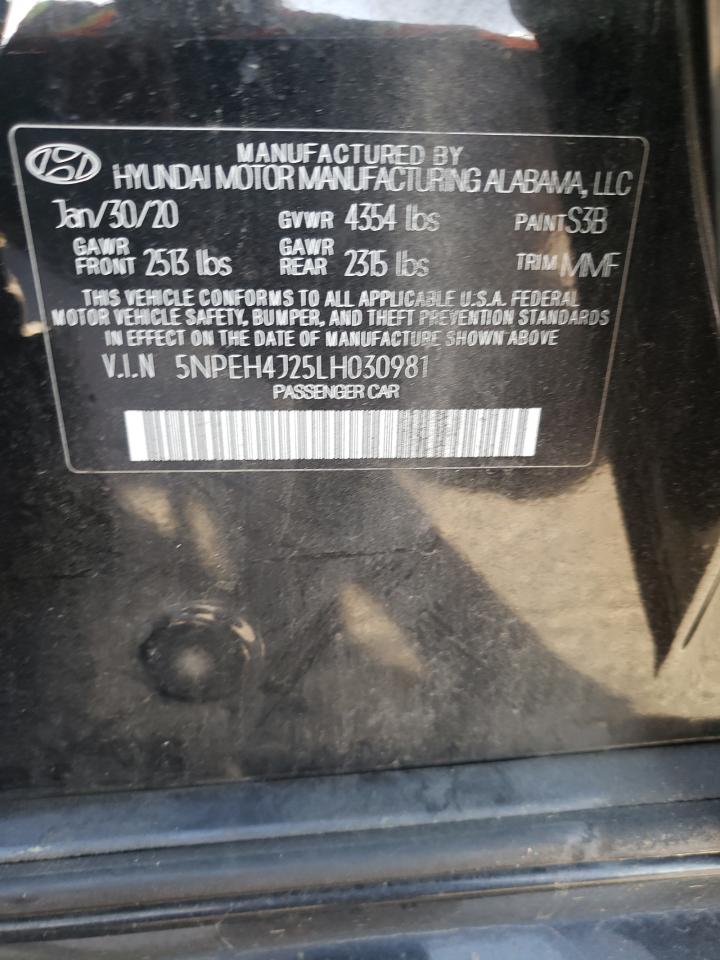 MANUFACTURED BY
HYUNDAI MOTOR MANUFACTURING ALABAMA, LLC
Jan/30/20 GVWR 4354 lbs PAINT S3B
GAWR FRONT 2513 lbs GAWR REAR 2315 lbs TRIM MMF
THIS VEHICLE CONFORMS TO ALL APPLICABLE U.S.A. FEDERAL
MOTOR VEHICLE SAFETY, BUMPER, AND THEFT PREVENTION STANDARDS
IN EFFECT ON THE DATE OF MANUFACTURE SHOWN ABOVE
V.I.N 5NPEH4J25LH030981
PASSENGER CAR